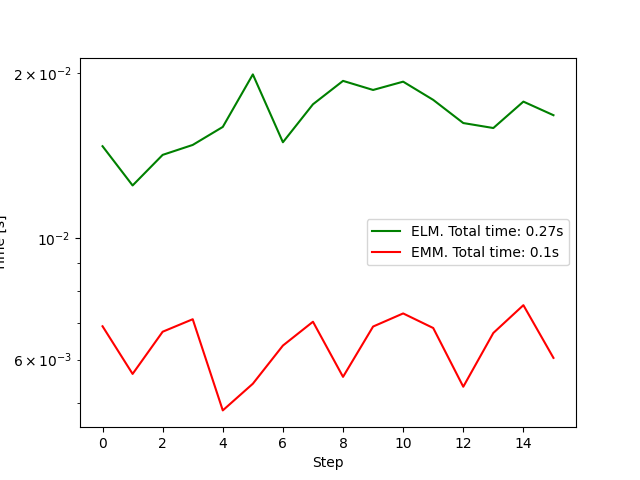 2 × 10⁻²
10⁻²
6 × 10⁻³
Time [s]
ELM. Total time: 0.27s
EMM. Total time: 0.1s
0 2 4 6 8 10 12 14
Step